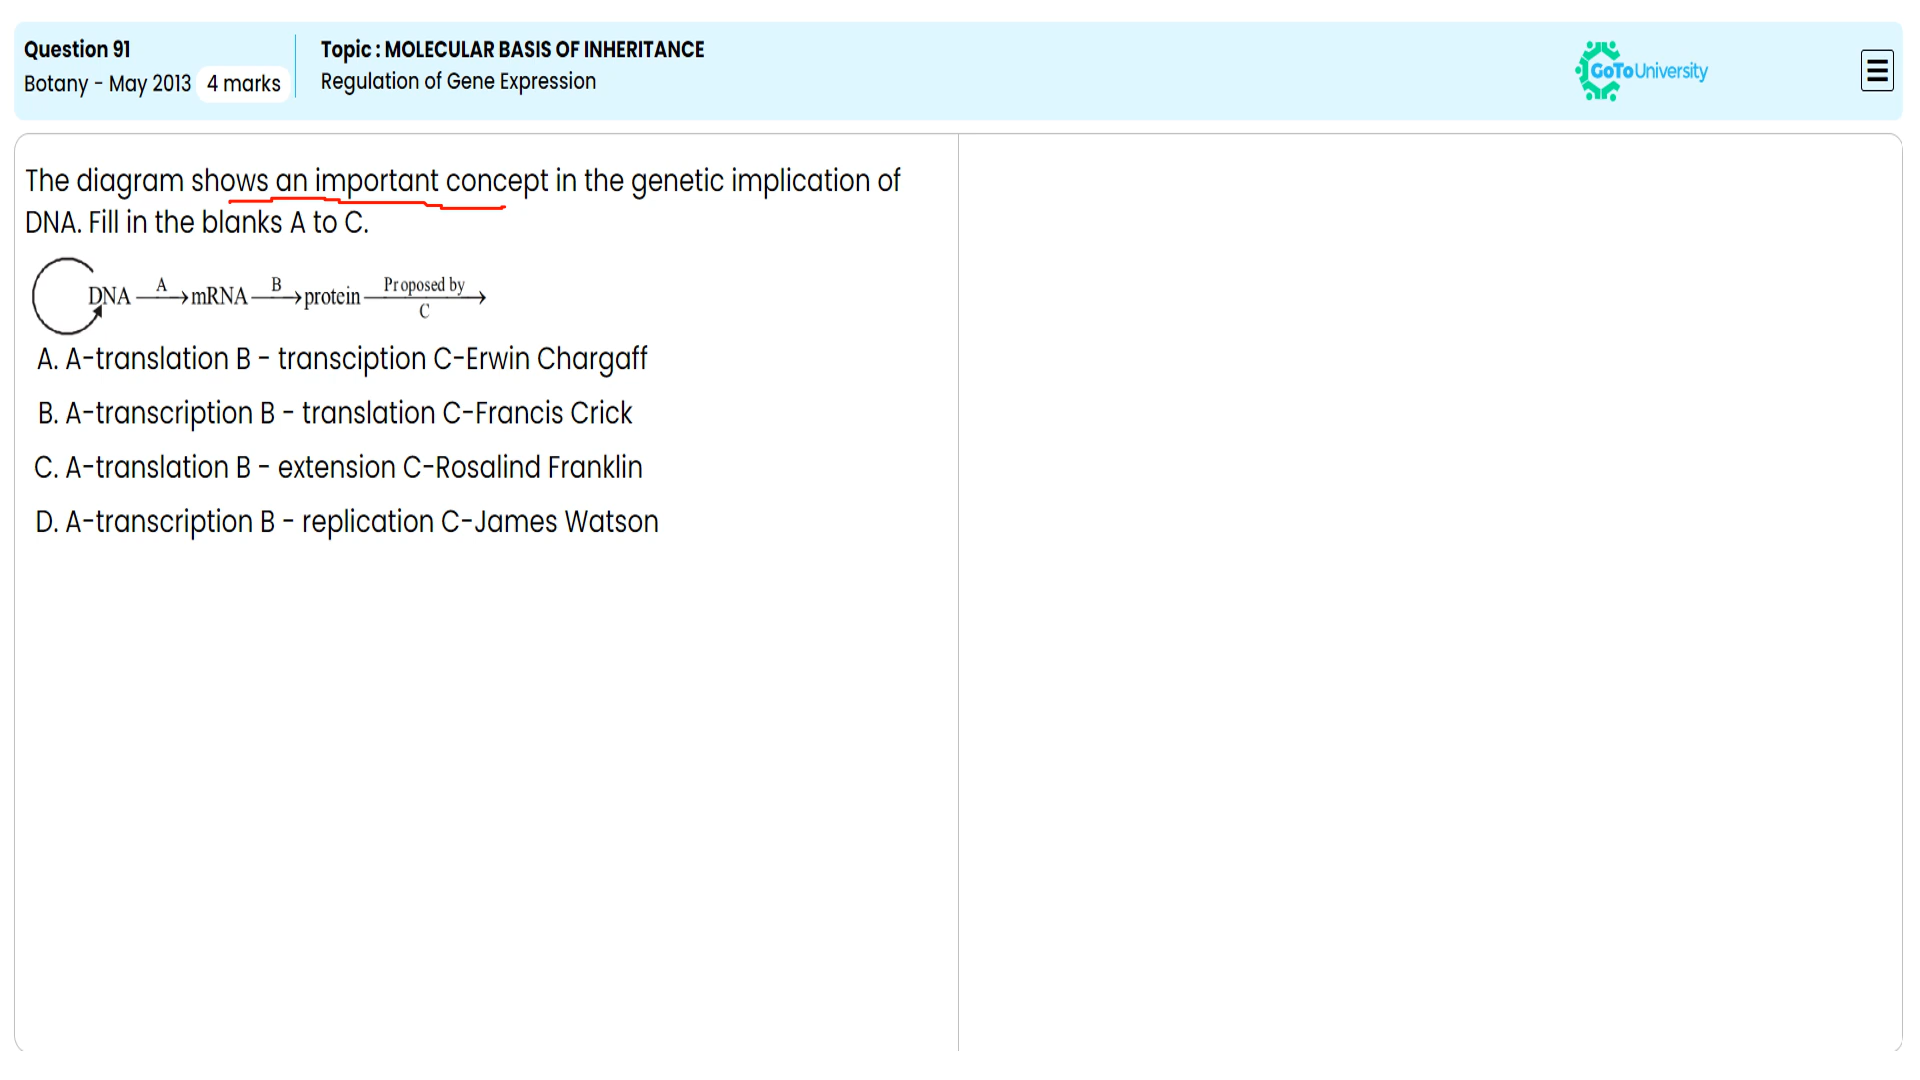 Question 91
Botany - May 2013 4 marks
Topic : MOLECULAR BASIS OF INHERITANCE
Regulation of Gene Expression
GoToUniversity
The diagram shows an important concept in the genetic implication of
DNA. Fill in the blanks A to C.
DNA A mRNA B protein Proposed by
C
A. A-translation B - transciption C-Erwin Chargaff
B. A-transcription B - translation C-Francis Crick
C. A-translation B - extension C-Rosalind Franklin
D. A-transcription B - replication C-James Watson